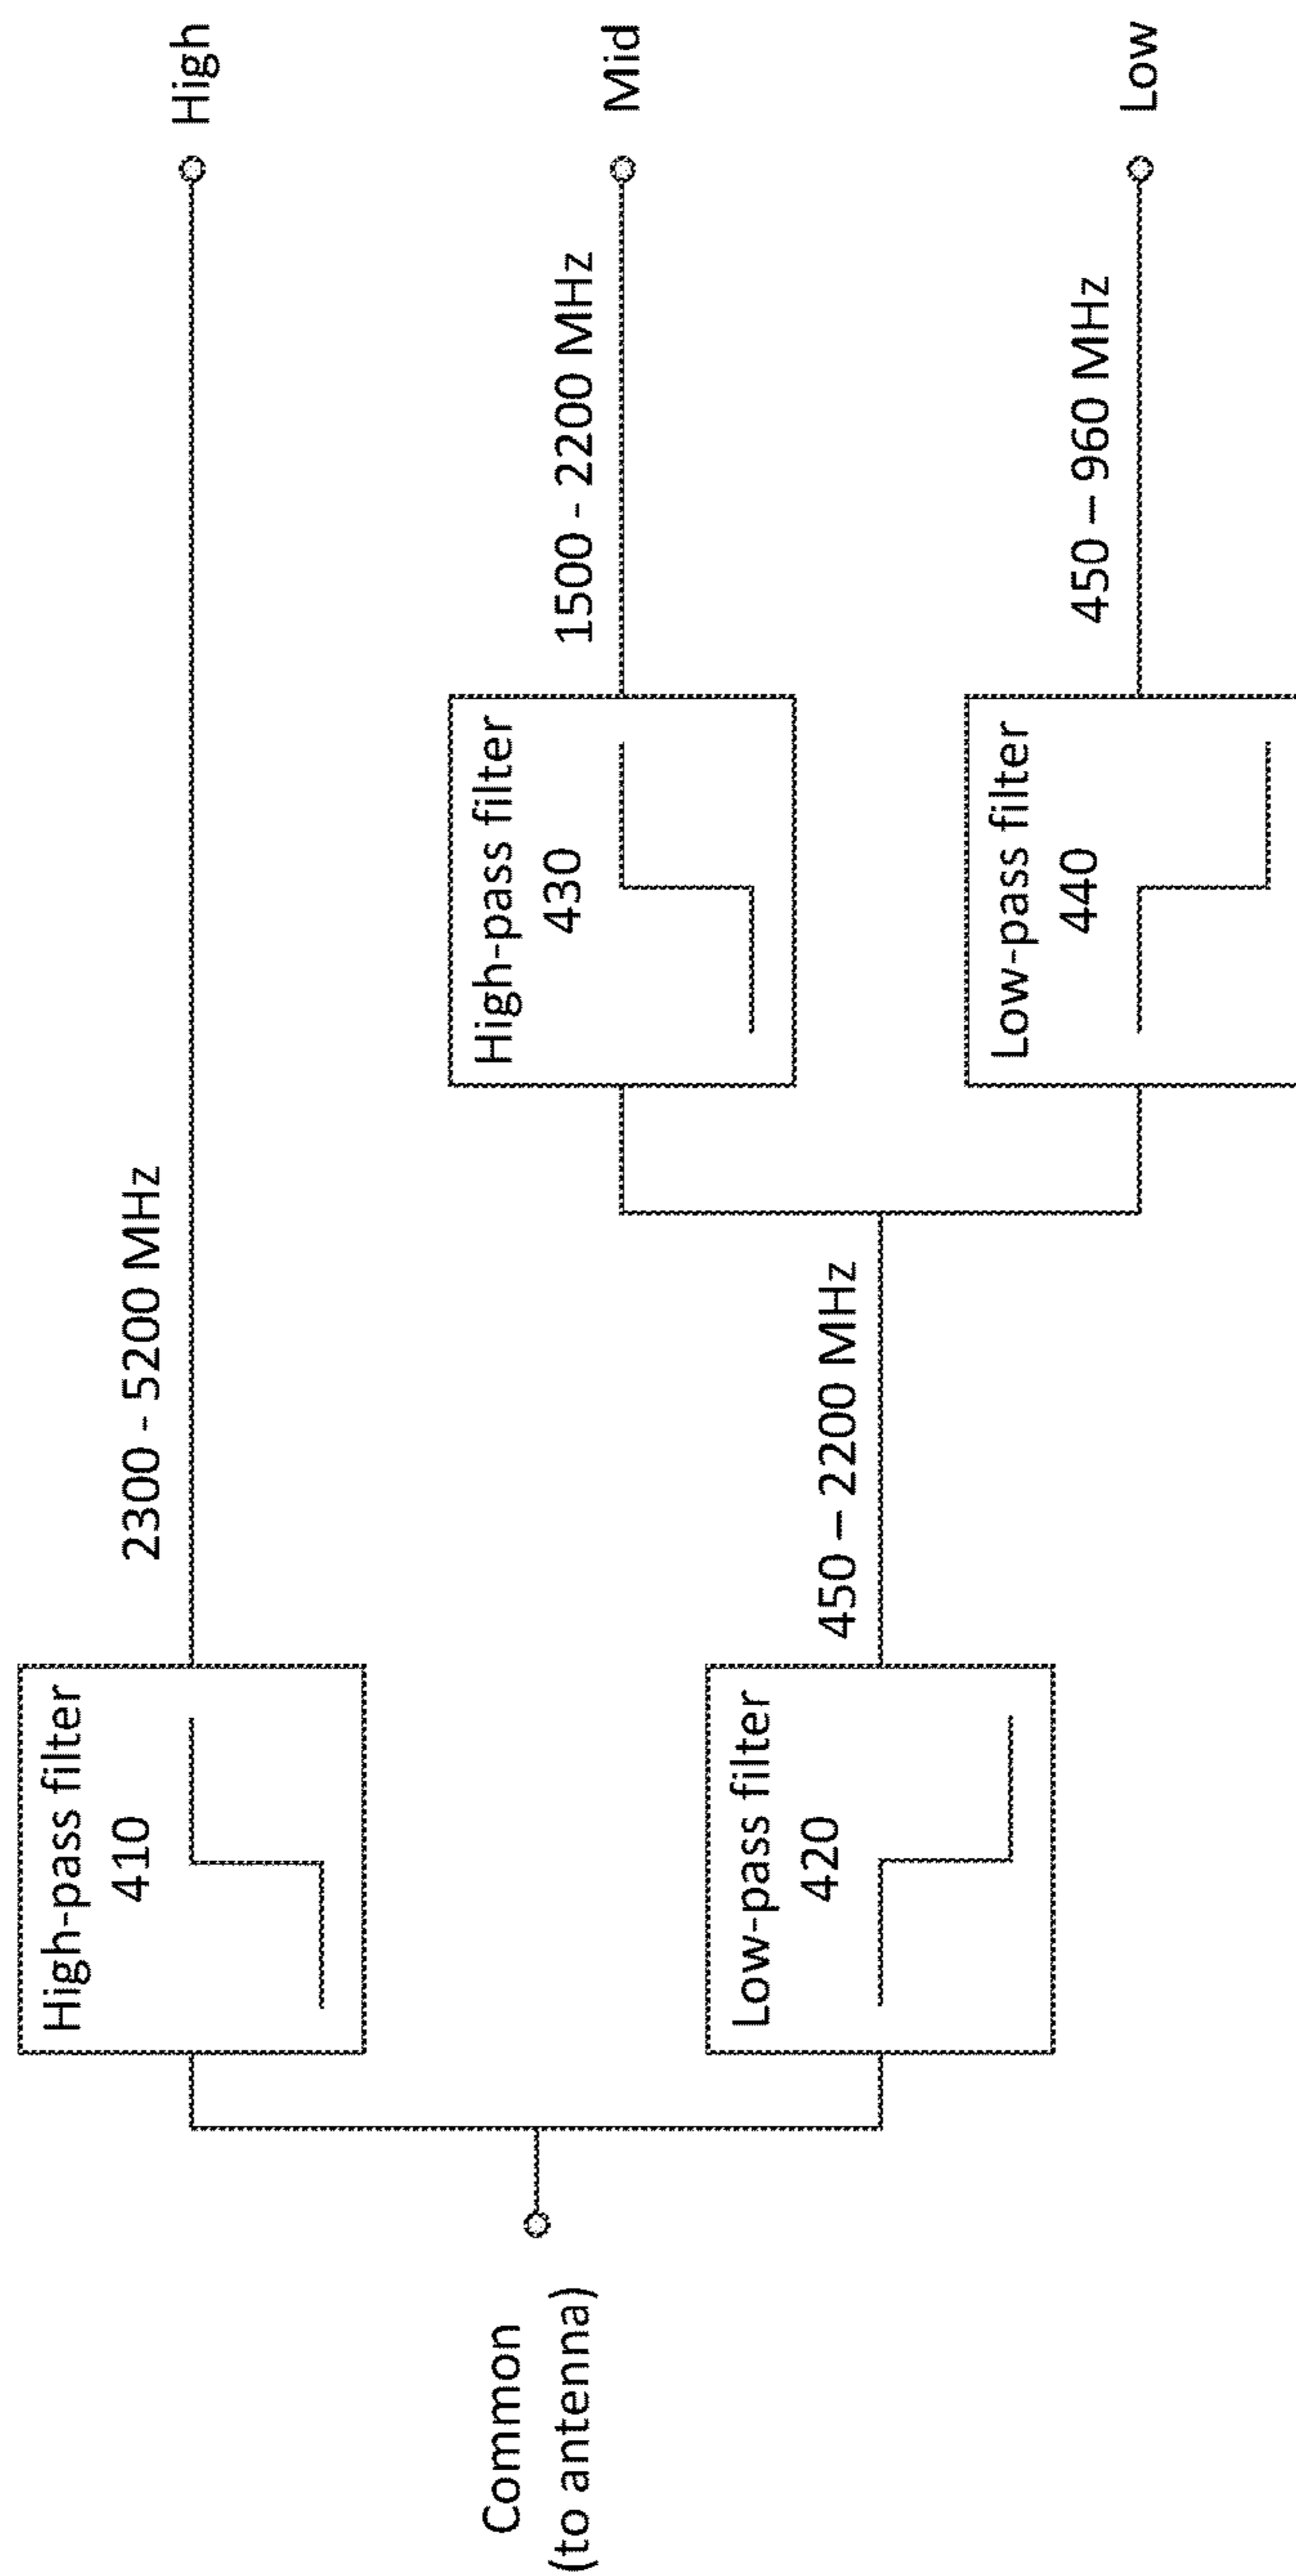 High-pass filter
410
2300 - 5200 MHz
High
Common
(to antenna)
High-pass filter
430
1500 - 2200 MHz
Mid
Low-pass filter
420
450 – 2200 MHz
Low-pass filter
440
450 – 960 MHz
Low